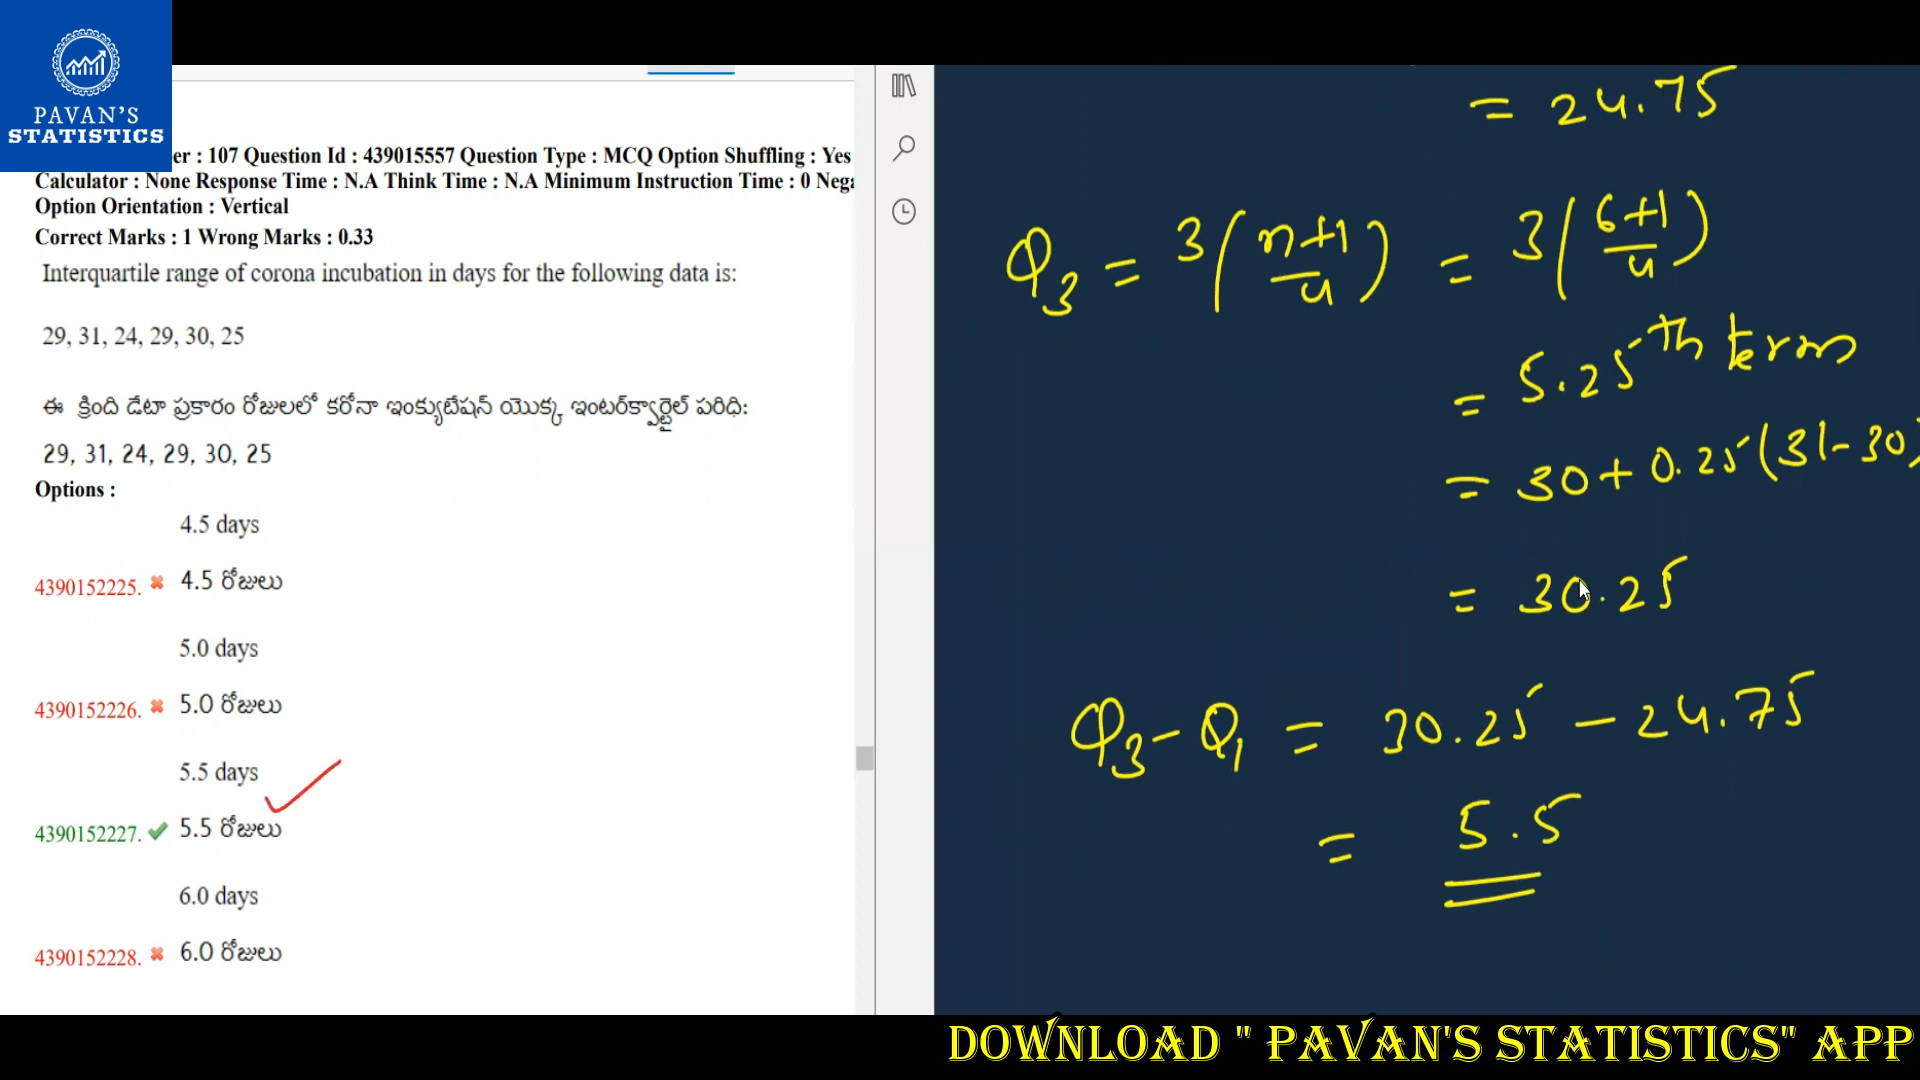 PAVAN'S
STATISTICS
er : 107 Question Id : 439015557 Question Type : MCQ Option Shuffling : Yes
Calculator : None Response Time : N.A Think Time : N.A Minimum Instruction Time : 0 Nega
Option Orientation : Vertical
Correct Marks : 1 Wrong Marks : 0.33
Interquartile range of corona incubation in days for the following data is:
29, 31, 24, 29, 30, 25
ఈ క్రింది డేటా ప్రకారం రోజులలో కరోనా ఇంక్యుబేషన్ యొక్క ఇంటర్‌క్వార్టైల్ పరిధి:
29, 31, 24, 29, 30, 25
Options :
4.5 days
4390152225. ✖ 4.5 రోజులు
5.0 days
4390152226. ✖ 5.0 రోజులు
5.5 days
4390152227. ✔ 5.5 రోజులు
6.0 days
4390152228. ✖ 6.0 రోజులు
= 24.75
Q3 = 3(n+1/4) = 3(6+1/4)
= 5.25th term
= 30 + 0.25(31-30)
= 30.25
Q3 - Q1 = 30.25 - 24.75
= 5.5
DOWNLOAD " PAVAN'S STATISTICS" APP